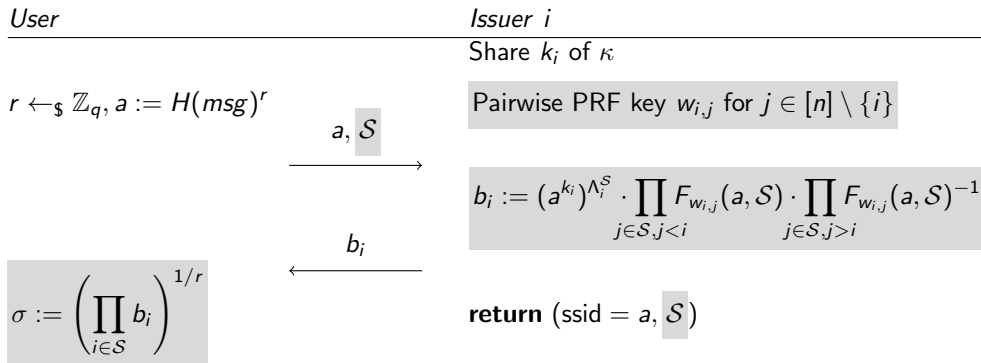 User Issuer i
Share k_i of κ
r ←_$ ℤ_q, a := H(msg)^r Pairwise PRF key w_{i,j} for j ∈ [n] \ {i}
a, 𝒮
b_i := (a^{k_i})^{Λ_i^𝒮} · ∏_{j∈𝒮,j<i} F_{w_{i,j}}(a, 𝒮) · ∏_{j∈𝒮,j>i} F_{w_{i,j}}(a, 𝒮)^{-1}
b_i
σ := (∏_{i∈𝒮} b_i)^{1/r} return (ssid = a, 𝒮)